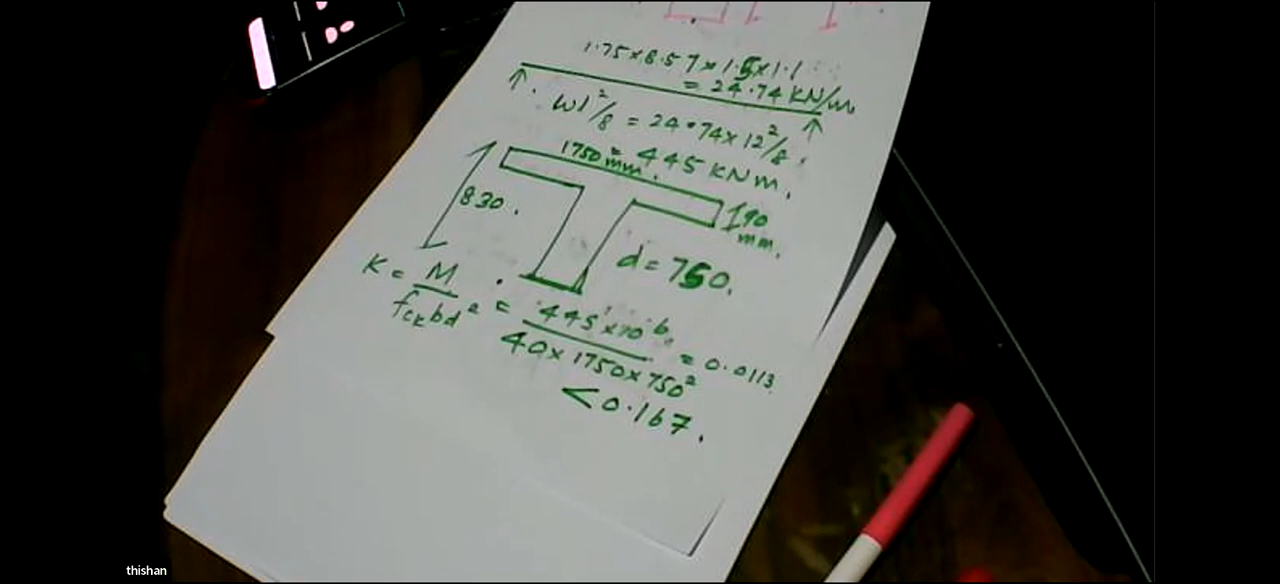 1.75×8.57×1.5×1.1
= 24.74 KN/m
wl²/8 = 24.74×12²/8
= 445 KNm.
1750 mm.
830.
90
mm.
d = 750.
K = M / fck bd² = 445×10⁶ / 40×1750×750² = 0.0113
< 0.167.
thishan